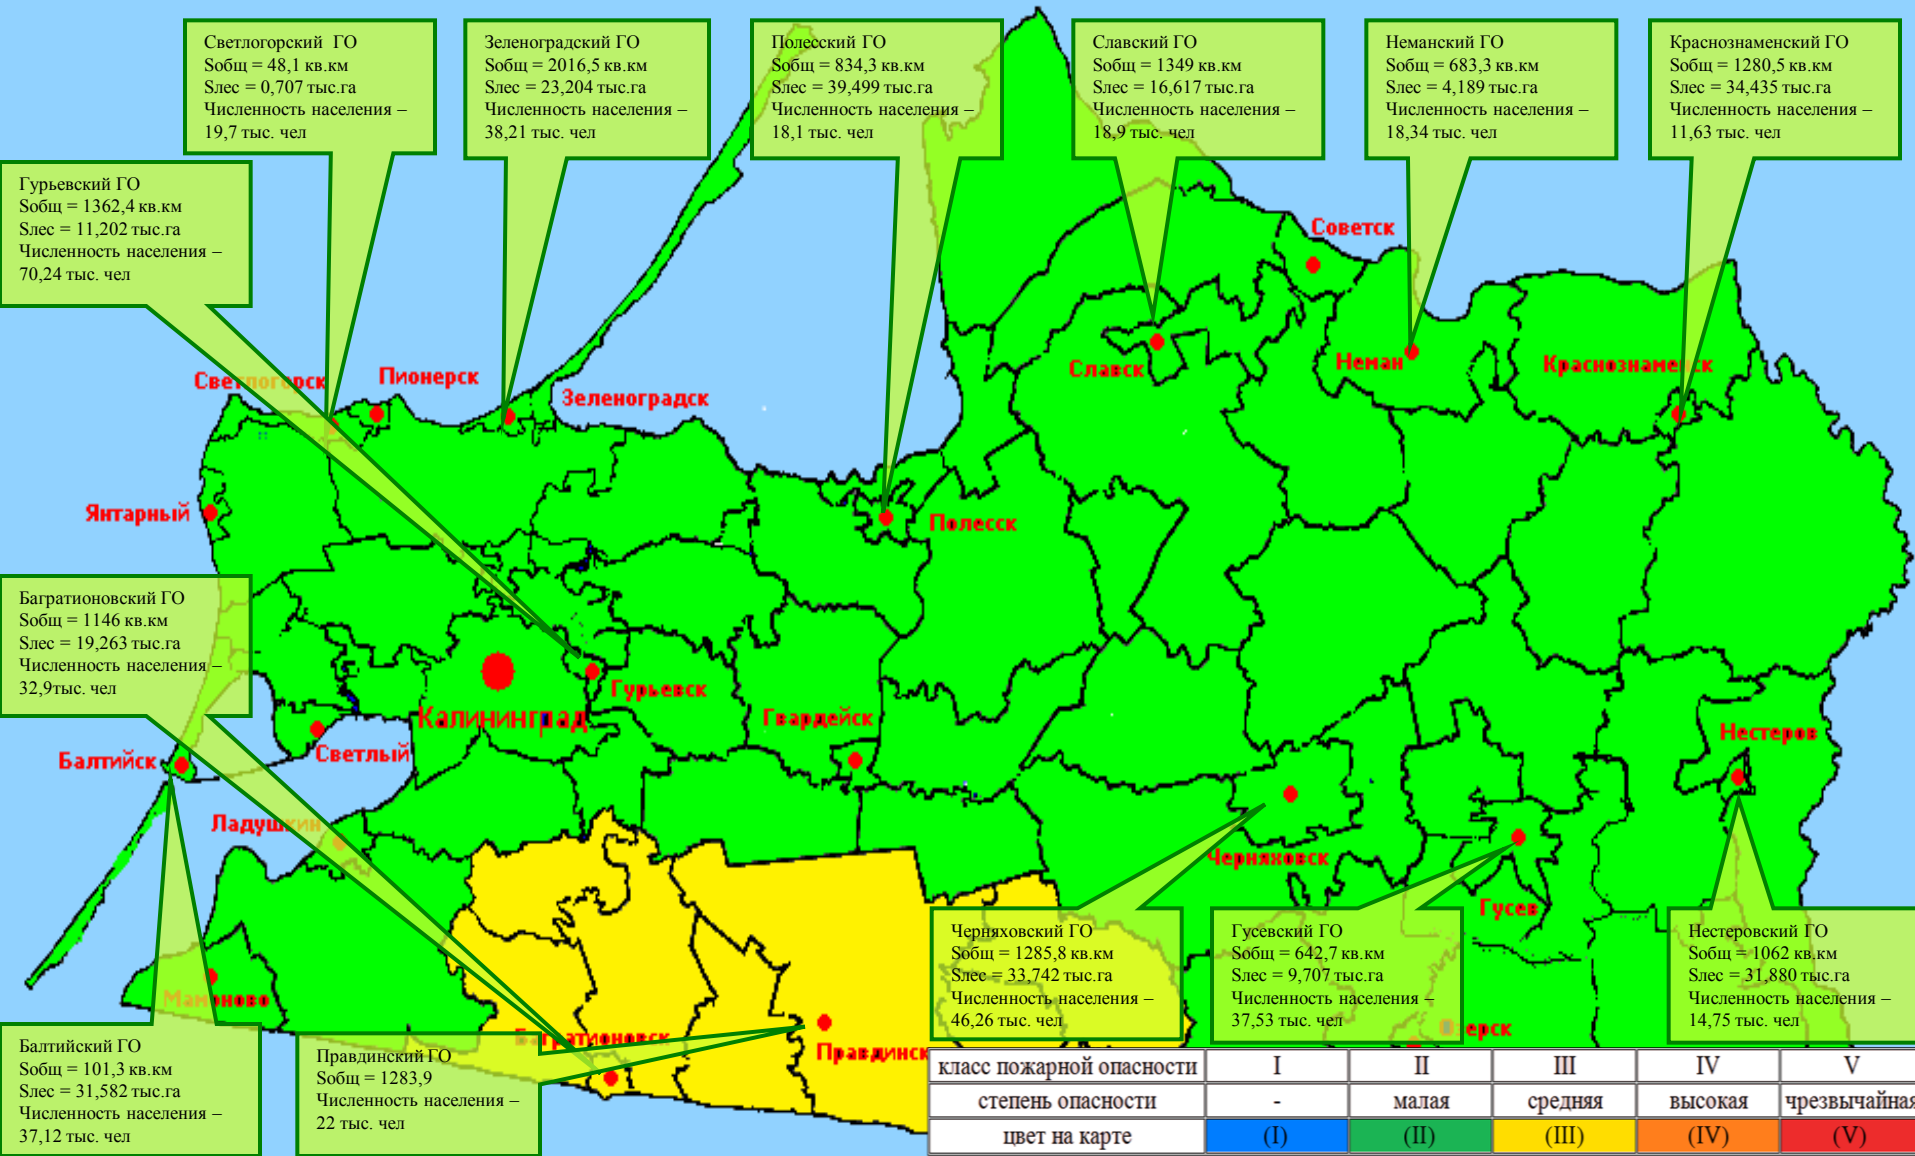 Светлогорский ГО
Sобщ = 48,1 кв.км
Sлес = 0,707 тыс.га
Численность населения –
19,7 тыс. чел
Зеленоградский ГО
Sобщ = 2016,5 кв.км
Sлес = 23,204 тыс.га
Численность населения –
38,21 тыс. чел
Полесский ГО
Sобщ = 834,3 кв.км
Sлес = 39,499 тыс.га
Численность населения –
18,1 тыс. чел
Славский ГО
Sобщ = 1349 кв.км
Sлес = 16,617 тыс.га
Численность населения –
18,9 тыс. чел
Неманский ГО
Sобщ = 683,3 кв.км
Sлес = 4,189 тыс.га
Численность населения –
18,34 тыс. чел
Краснознаменский ГО
Sобщ = 1280,5 кв.км
Sлес = 34,435 тыс.га
Численность населения –
11,63 тыс. чел
Гурьевский ГО
Sобщ = 1362,4 кв.км
Sлес = 11,202 тыс.га
Численность населения –
70,24 тыс. чел
Советск
Славск
Неман
Краснознаменск
Светлогорск
Пионерск
Зеленоградск
Янтарный
Полесск
Багратионовский ГО
Sобщ = 1146 кв.км
Sлес = 19,263 тыс.га
Численность населения –
32,9тыс. чел
Калининград
Гурьевск
Гвардейск
Нестеров
Балтийск
Светлый
Ладушкин
Черняховск
Гусев
Мамоново
Багратионовск
Правдинск
Озерск
Черняховский ГО
Sобщ = 1285,8 кв.км
Sлес = 33,742 тыс.га
Численность населения –
46,26 тыс. чел
Гусевский ГО
Sобщ = 642,7 кв.км
Sлес = 9,707 тыс.га
Численность населения –
37,53 тыс. чел
Нестеровский ГО
Sобщ = 1062 кв.км
Sлес = 31,880 тыс.га
Численность населения –
14,75 тыс. чел
Балтийский ГО
Sобщ = 101,3 кв.км
Sлес = 31,582 тыс.га
Численность населения –
37,12 тыс. чел
Правдинский ГО
Sобщ = 1283,9
Численность населения –
22 тыс. чел
класс пожарной опасности I II III IV V
степень опасности - малая средняя высокая чрезвычайная
цвет на карте (I) (II) (III) (IV) (V)